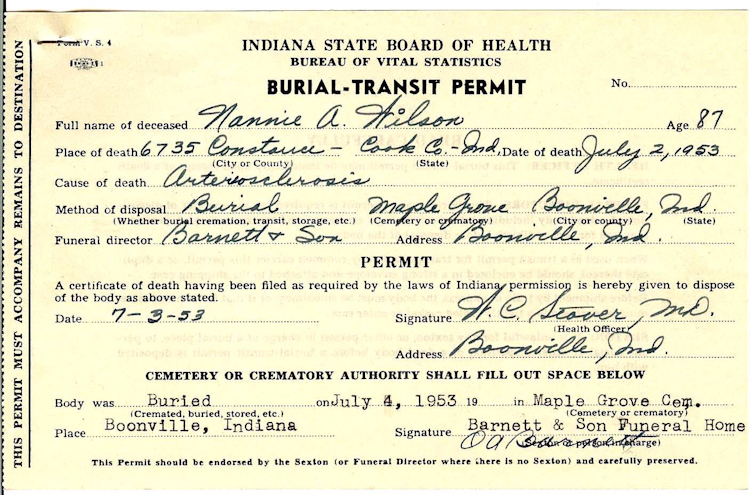 Form V. S. 4
INDIANA STATE BOARD OF HEALTH
BUREAU OF VITAL STATISTICS
BURIAL-TRANSIT PERMIT
No.
Full name of deceased Nannie A. Wilson Age 87
Place of death 6735 Constance - Cook Co.-Ind. Date of death July 2, 1953
(City or County) (State)
Cause of death Arteriosclerosis
Method of disposal Burial Maple Grove Boonville, Ind.
(Whether burial cremation, transit, storage, etc.) (Cemetery or crematory) (City or county) (State)
Funeral director Barnett & Son Address Boonville, Ind.
PERMIT
A certificate of death having been filed as required by the laws of Indiana permission is hereby given to dispose
of the body as above stated.
Date 7-3-53 Signature W. C. Stover, M.D.
(Health Officer)
Address Boonville, Ind.
CEMETERY OR CREMATORY AUTHORITY SHALL FILL OUT SPACE BELOW
Body was Buried on July 4, 1953 19 in Maple Grove Cem.
(Cremated, buried, stored, etc.) (Cemetery or crematory)
Place Boonville, Indiana Signature Barnett & Son Funeral Home
O A Barnett
This Permit should be endorsed by the Sexton (or Funeral Director where there is no Sexton) and carefully preserved.
THIS PERMIT MUST ACCOMPANY REMAINS TO DESTINATION